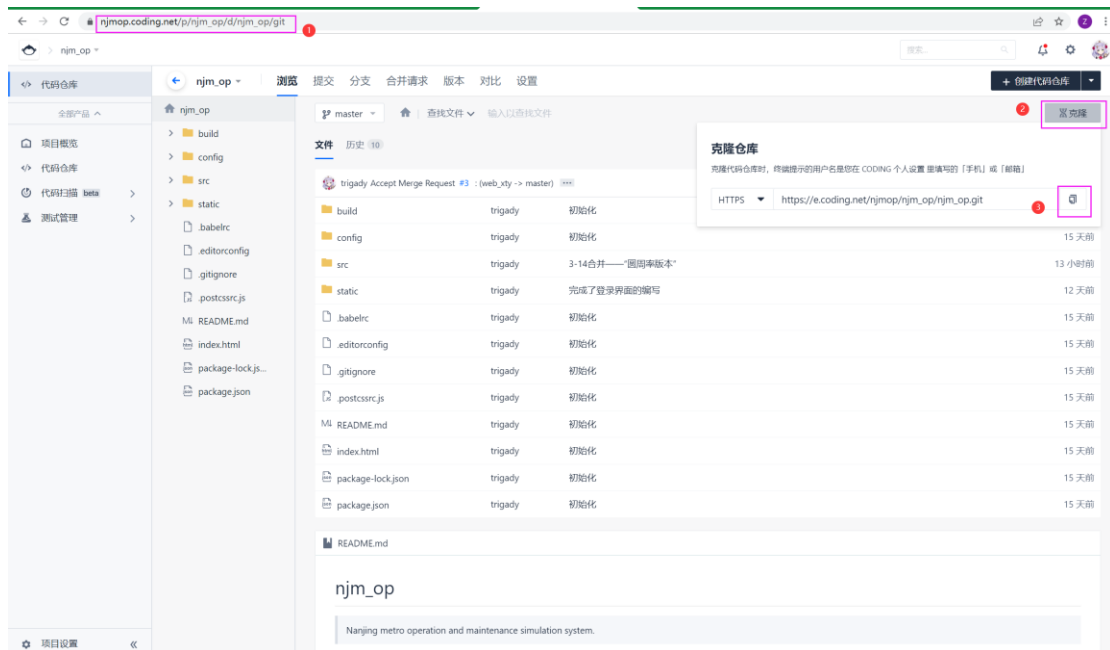 njmop.coding.net/p/njm_op/d/njm_op/git
1
Z
njm_op
搜索...
代码仓库
njm_op
浏览 提交 分支 合并请求 版本 对比 设置
+ 创建代码仓库
全部产品
njm_op
master
查找文件
输入以查找文件
2
克隆
项目概览
代码仓库
代码扫描 beta
测试管理
build
config
src
static
.babelrc
.editorconfig
.gitignore
.postcssrc.js
M↓ README.md
index.html
package-lock.js...
package.json
文件 历史 10
克隆仓库
克隆代码仓库时，终端提示的用户名是您在 CODING 个人设置 里填写的「手机」或「邮箱」
HTTPS https://e.coding.net/njmop/njm_op/njm_op.git
3
trigady Accept Merge Request #3 : (web_xty -> master)
build trigady 初始化
config trigady 初始化 15 天前
src trigady 3-14合并——“圆周率版本” 13 小时前
static trigady 完成了登录界面的编写 12 天前
.babelrc trigady 初始化 15 天前
.editorconfig trigady 初始化 15 天前
.gitignore trigady 初始化 15 天前
.postcssrc.js trigady 初始化 15 天前
M↓ README.md trigady 初始化 15 天前
index.html trigady 初始化 15 天前
package-lock.json trigady 初始化 15 天前
package.json trigady 初始化 15 天前
README.md
njm_op
Nanjing metro operation and maintenance simulation system.
项目设置